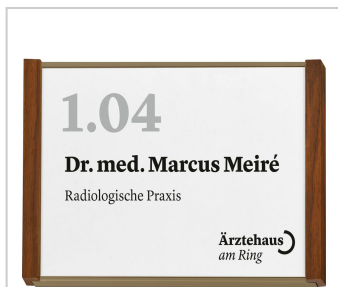 1.04
Dr. med. Marcus Meiré
Radiologische Praxis
Ärztehaus
am Ring